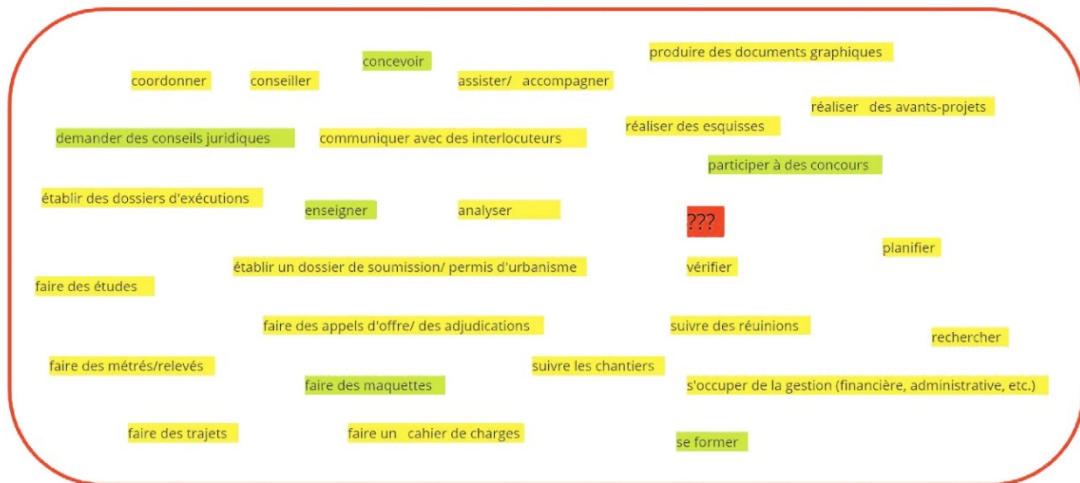 produire des documents graphiques
concevoir
coordonner
conseiller
assister/ accompagner
réaliser des avants-projets
réaliser des esquisses
demander des conseils juridiques
communiquer avec des interlocuteurs
participer à des concours
établir des dossiers d'exécutions
enseigner
analyser
???
planifier
établir un dossier de soumission/ permis d'urbanisme
vérifier
faire des études
faire des appels d'offre/ des adjudications
suivre des réuinions
rechercher
faire des métrés/relevés
suivre les chantiers
faire des maquettes
s'occuper de la gestion (financière, administrative, etc.)
faire des trajets
faire un cahier de charges
se former